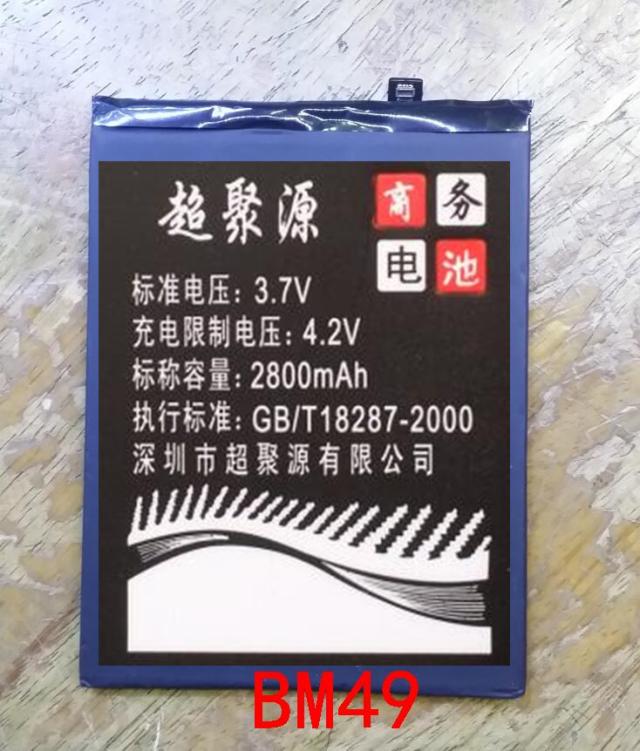 超聚源
商务
电池
标准电压：3.7V
充电限制电压：4.2V
标称容量：2800mAh
执行标准：GB/T18287-2000
深圳市超聚源有限公司
BM49